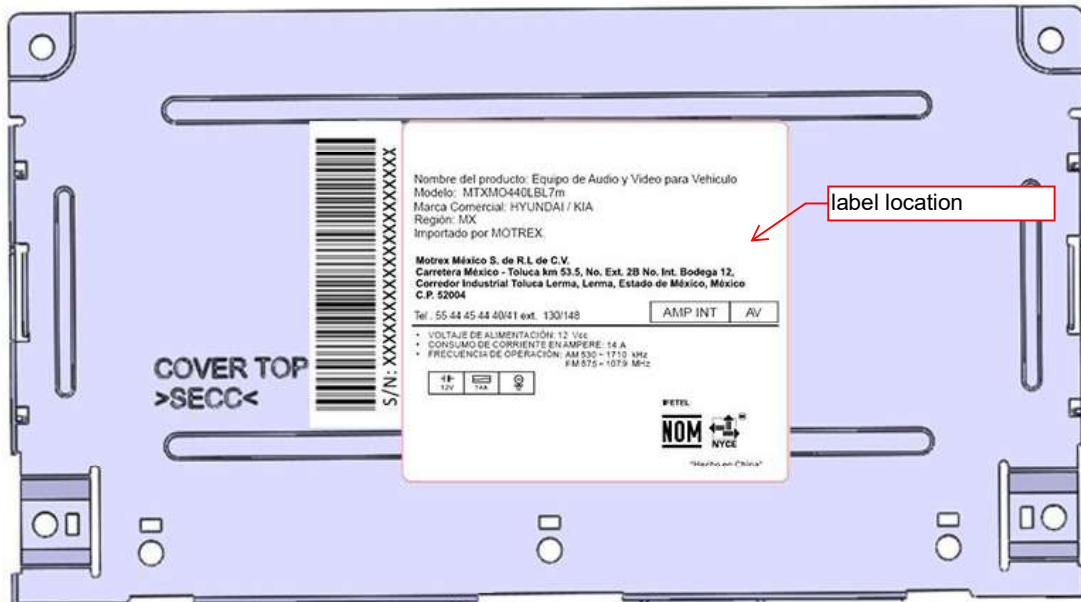 Nombre del producto: Equipo de Audio y Video para Vehiculo
Modelo: MTXMO440LBL7m
Marca Comercial: HYUNDAI / KIA
Región: MX
Importado por MOTREX
Motrex México S. de R.L de C.V.
Carretera México - Toluca km 53.5, No. Ext. 2B No. Int. Bodega 12,
Corredor Industrial Toluca Lerma, Lerma, Estado de México, México
C.P. 52004
Tel . 55 44 45 44 40/41 ext. 130/148
AMP INT AV
• VOLTAJE DE ALIMENTACIÓN: 12 Vcc
• CONSUMO DE CORRIENTE EN AMPERE: 14 A
• FRECUENCIA DE OPERACIÓN: AM 530 ~ 1710 kHz
FM 87.5 ~ 107.9 MHz
12V 14A
IFETEL
NOM
NYCE
"Hecho en China"
S/N: XXXXXXXXXXXXXXXXXXX
label location
COVER TOP
>SECC<